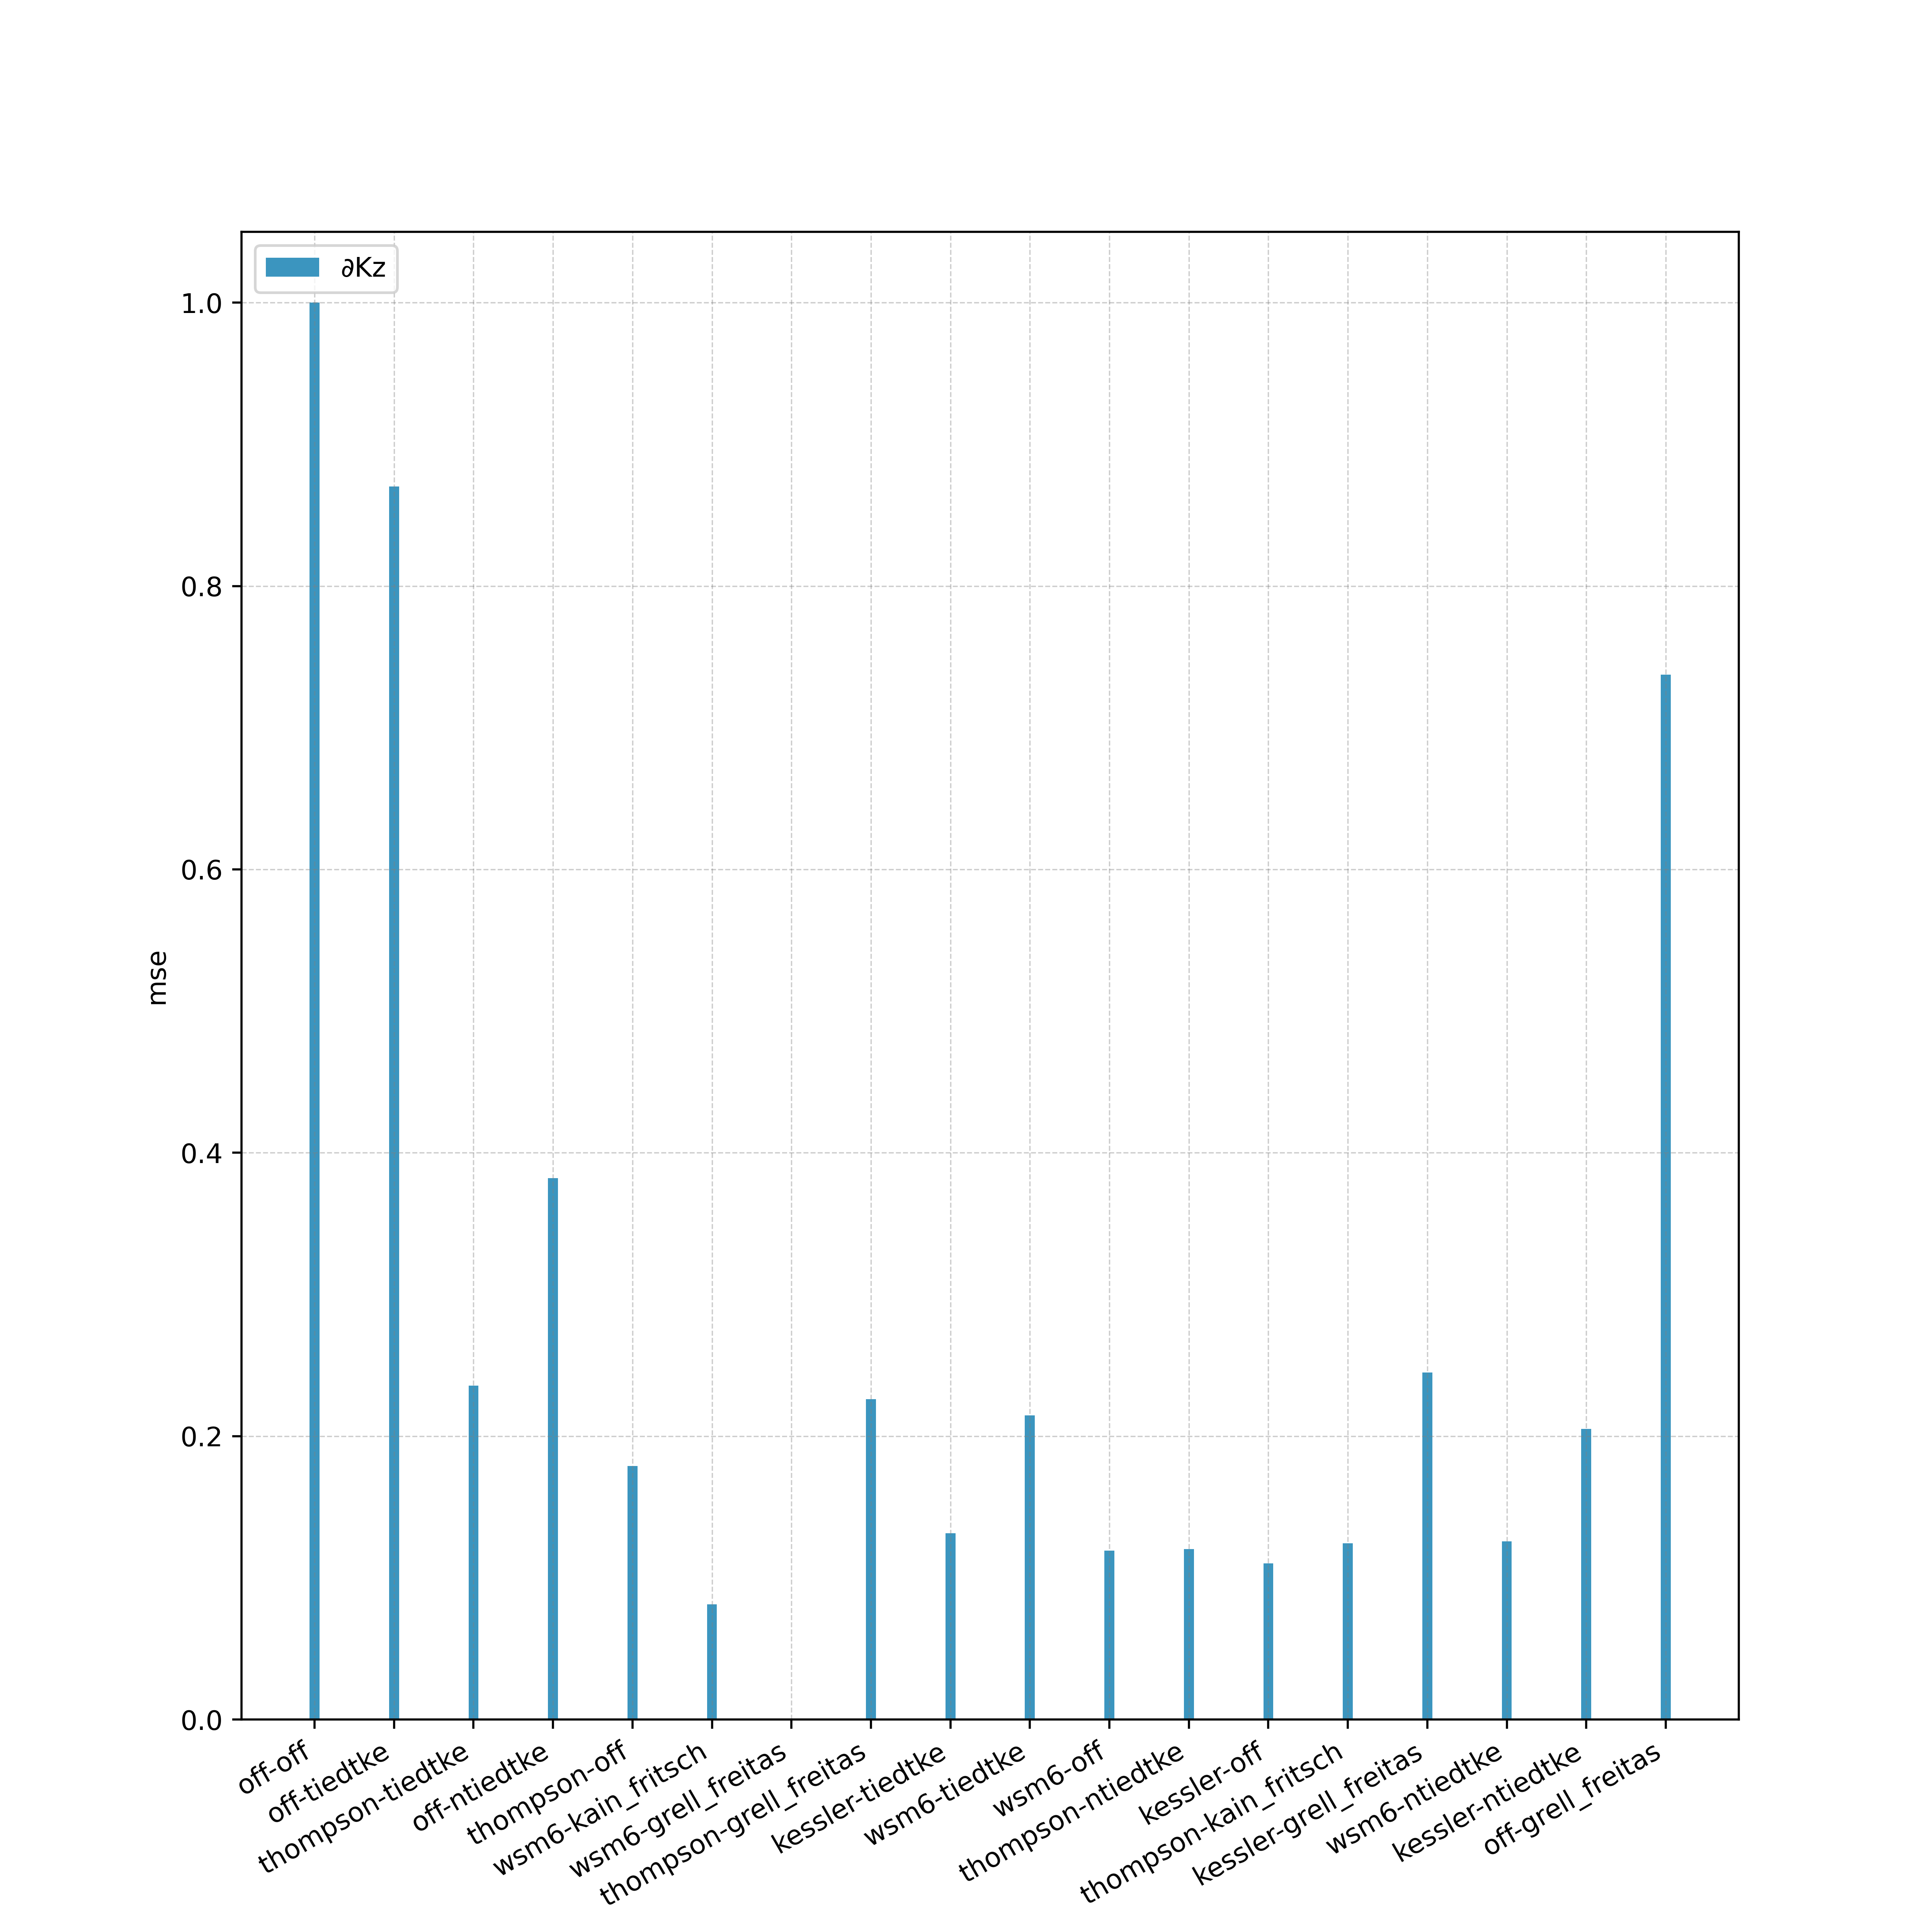 ∂Kz
1.0
0.8
0.6
0.4
0.2
0.0
mse
off-off
off-tiedtke
thompson-tiedtke
off-ntiedtke
thompson-off
wsm6-kain_fritsch
wsm6-grell_freitas
thompson-grell_freitas
kessler-tiedtke
wsm6-tiedtke
wsm6-off
thompson-ntiedtke
kessler-off
thompson-kain_fritsch
kessler-grell_freitas
wsm6-ntiedtke
kessler-ntiedtke
off-grell_freitas